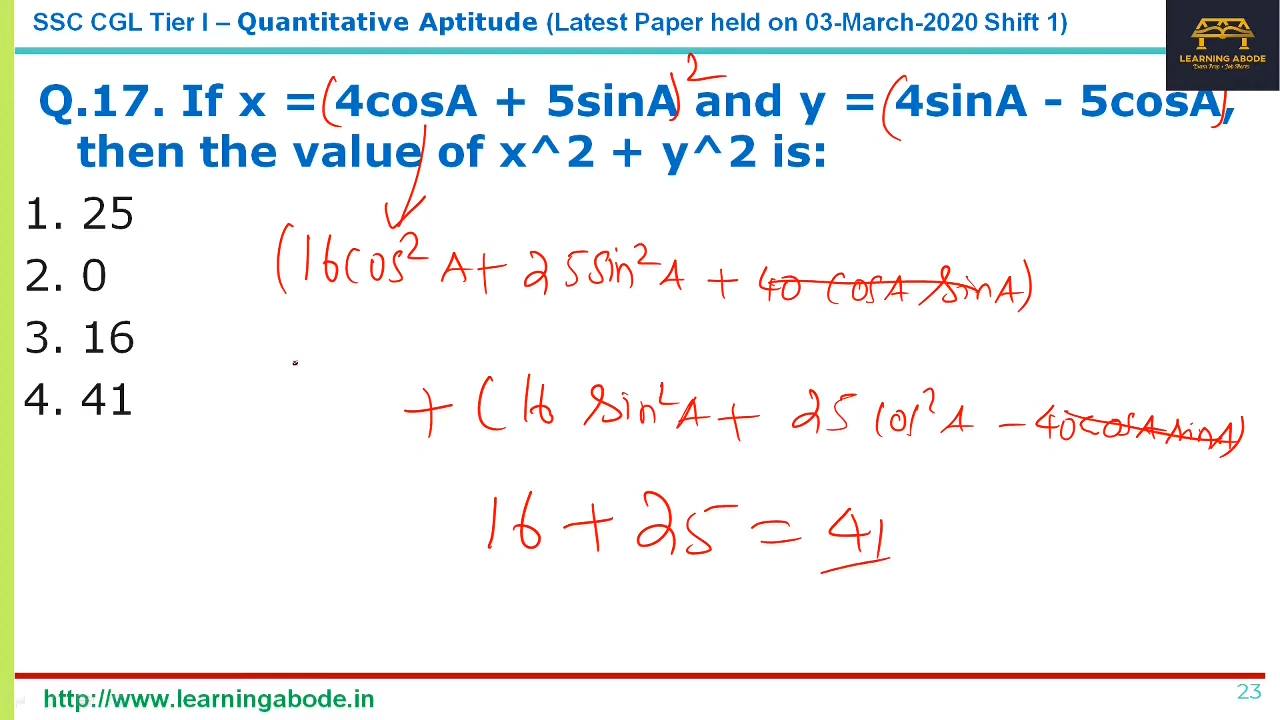 SSC CGL Tier I – Quantitative Aptitude (Latest Paper held on 03-March-2020 Shift 1)
LEARNING ABODE
Q.17. If x = (4cosA + 5sinA)² and y = (4sinA - 5cosA),
then the value of x^2 + y^2 is:
1. 25
2. 0
3. 16
4. 41
(16cos²A + 25sin²A + 40 cosA sinA)
+ (16 sin²A + 25 cos²A - 40cosA sinA)
16 + 25 = 41
http://www.learningabode.in
23